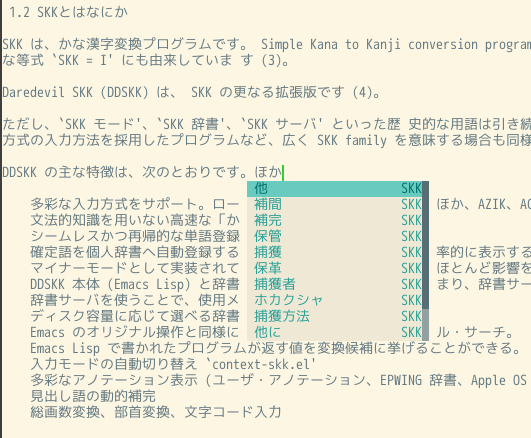 1.2 SKKとはなにか
SKK は、かな漢字変換プログラムです。 Simple Kana to Kanji conversion program
な等式 `SKK = I' にも由来していま す (3)。
Daredevil SKK (DDSKK) は、 SKK の更なる拡張版です (4)。
ただし、`SKK モード'、`SKK 辞書'、`SKK サーバ' といった歴 史的な用語は引き続
方式の入力方法を採用したプログラムなど、広く SKK family を意味する場合も同様
DDSKK の主な特徴は、次のとおりです。ほか
他 SKK
多彩な入力方式をサポート。ロー 補間 SKK ほか、AZIK、AC
文法的知識を用いない高速な「か 補完 SKK
シームレスかつ再帰的な単語登録 保管 SKK
確定語を個人辞書へ自動登録する 捕獲 SKK 率的に表示する
マイナーモードとして実装されて 保革 SKK ほとんど影響を
DDSKK 本体 (Emacs Lisp) と辞書 捕獲者 SKK まり、辞書サー
辞書サーバを使うことで、使用メ ホカクシャ SKK
ディスク容量に応じて選べる辞書 捕獲方法 SKK
Emacs のオリジナル操作と同様に 他に SKK ル・サーチ。
Emacs Lisp で書かれたプログラムが返す値を変換候補に挙げることができる。
入力モードの自動切り替え `context-skk.el'
多彩なアノテーション表示 (ユーザ・アノテーション、EPWING 辞書、Apple OS
見出し語の動的補完
総画数変換、部首変換、文字コード入力